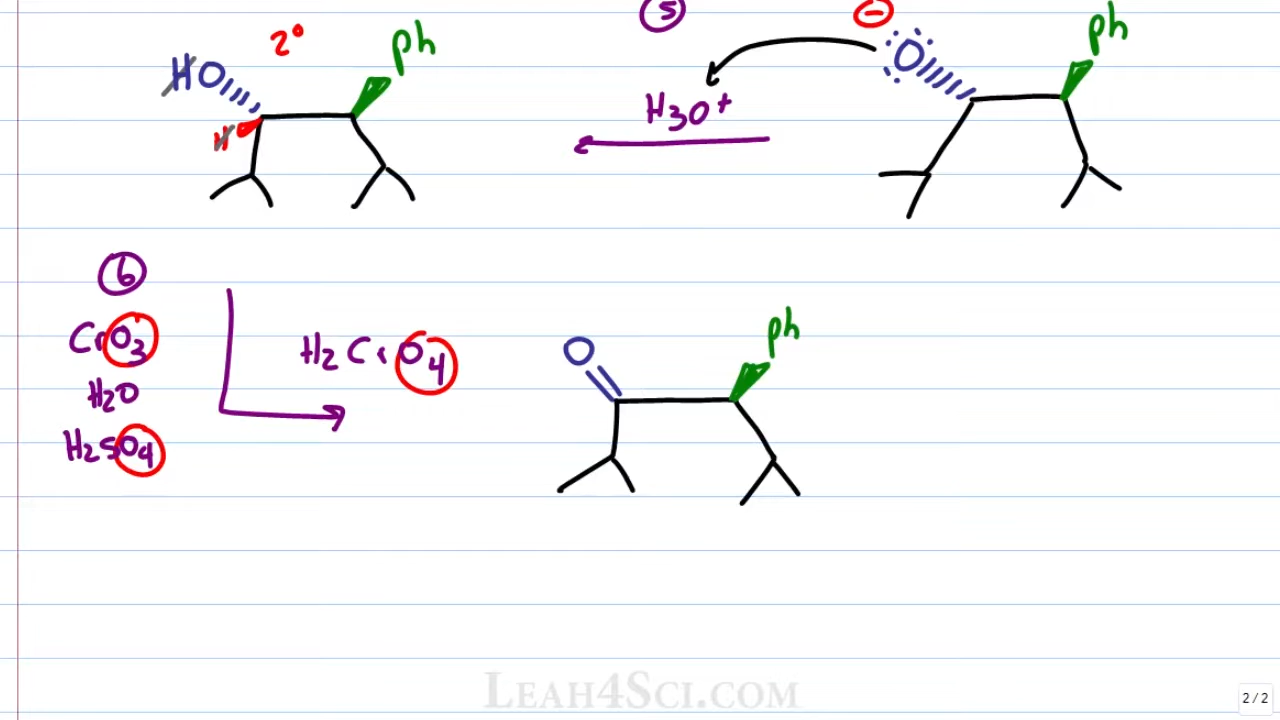 5
2°
Ph
HO
H
H3O+
O
Ph
6
CrO3
H2O
H2SO4
H2CrO4
O
Ph
LEAH4SCI.COM
2 / 2